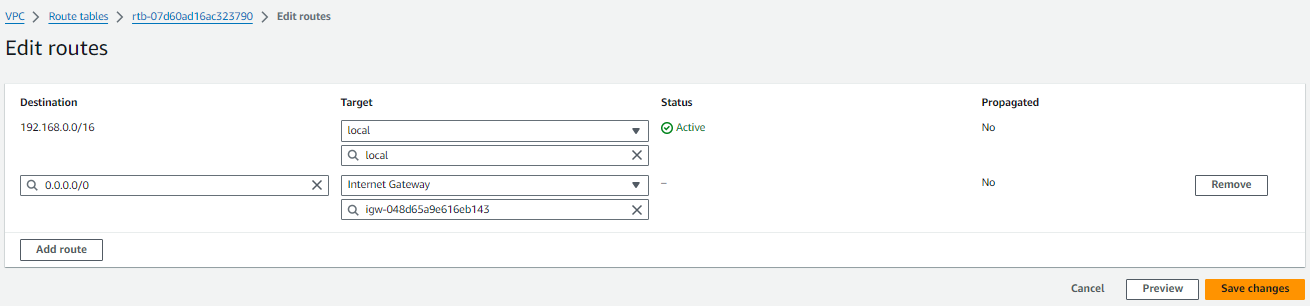 VPC > Route tables > rtb-07d60ad16ac323790 > Edit routes
Edit routes
Destination Target Status Propagated
192.168.0.0/16 local Active No
local
0.0.0.0/0 Internet Gateway – No Remove
igw-048d65a9e616eb143
Add route
Cancel Preview Save changes